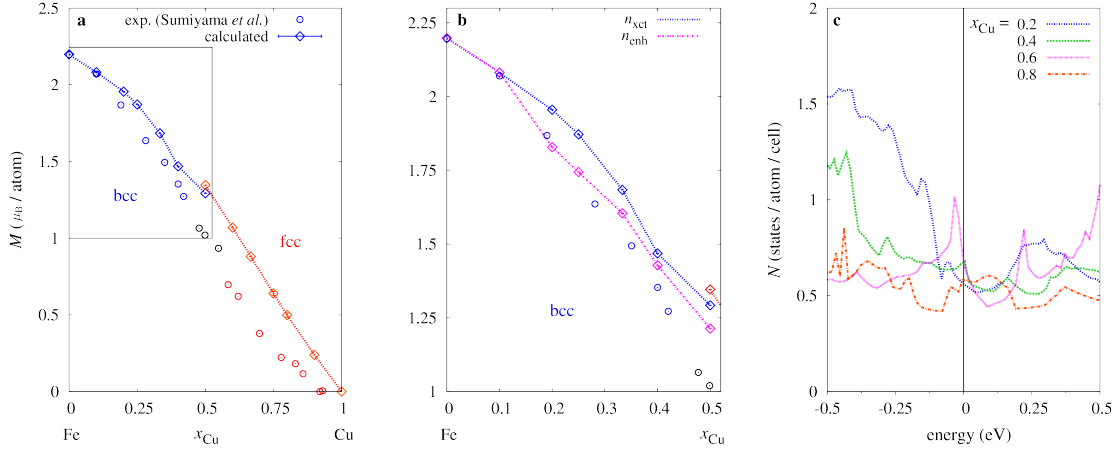 a
exp. (Sumiyama et al.)
calculated
bcc
fcc
M (μB / atom)
2.5
2
1.5
1
0.5
0
0 0.25 0.5 0.75 1
Fe xCu Cu
b
nxct
nenh
bcc
2.25
2
1.75
1.5
1.25
1
0 0.1 0.2 0.3 0.4 0.5
Fe xCu
c
xCu = 0.2
0.4
0.6
0.8
N (states / atom / cell)
2
1.5
1
0.5
0
-0.5 -0.25 0 0.25 0.5
energy (eV)